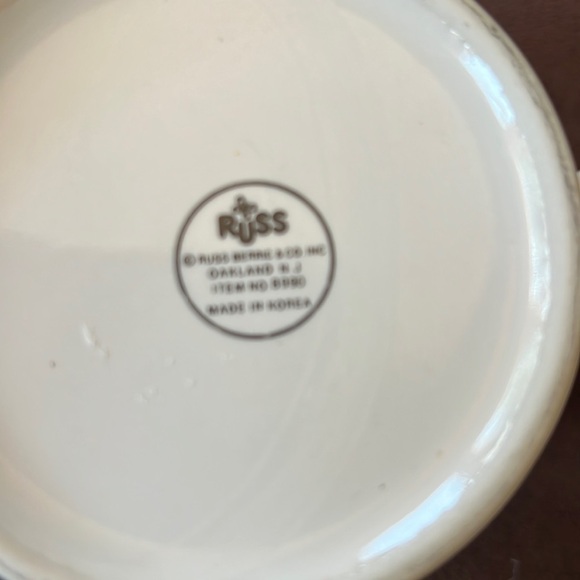 RUSS
© RUSS BERRIE & CO. INC
OAKLAND N.J
ITEM NO.
MADE IN KOREA